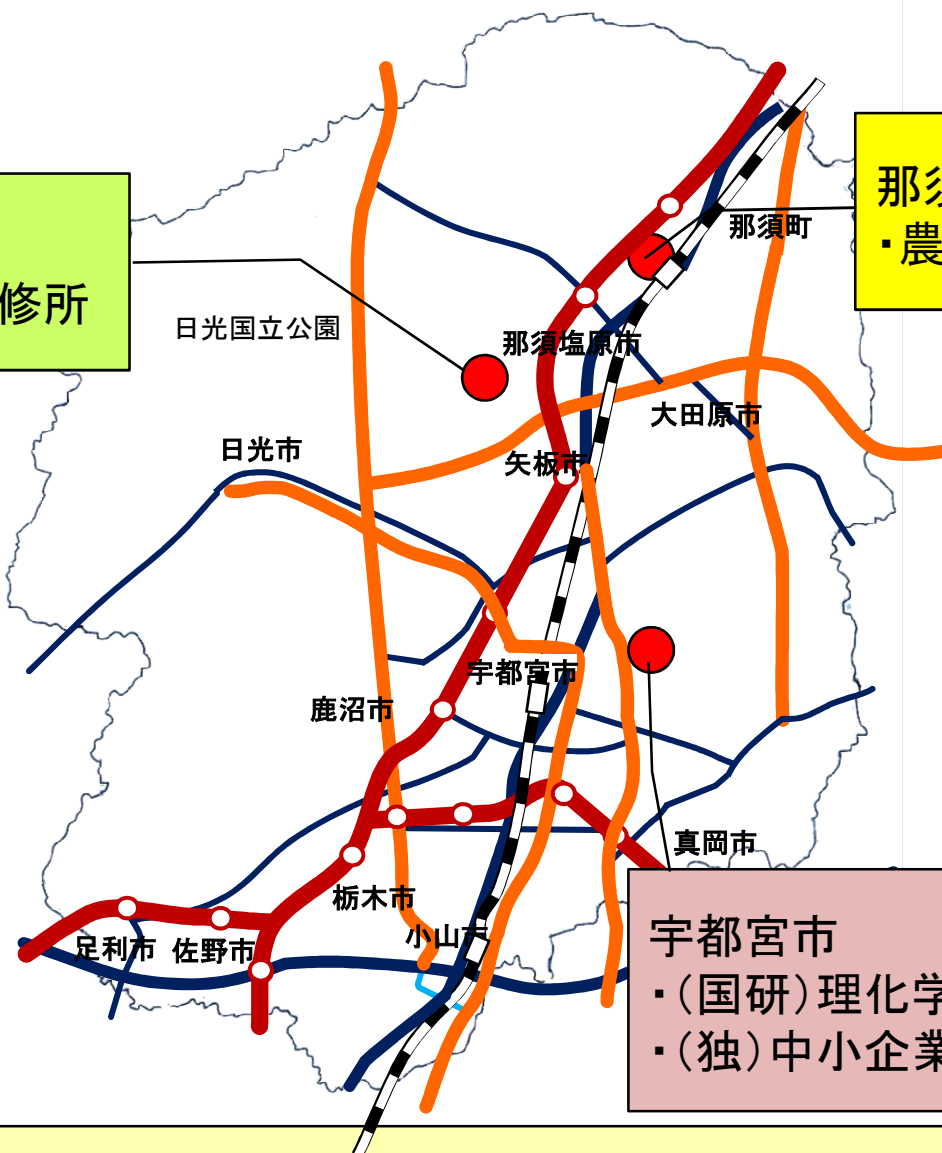 那須
・農
那須町
修所
日光国立公園
那須塩原市
大田原市
日光市
矢板市
宇都宮市
鹿沼市
真岡市
栃木市
小山市
足利市
佐野市
宇都宮市
・(国研)理化学
・(独)中小企業